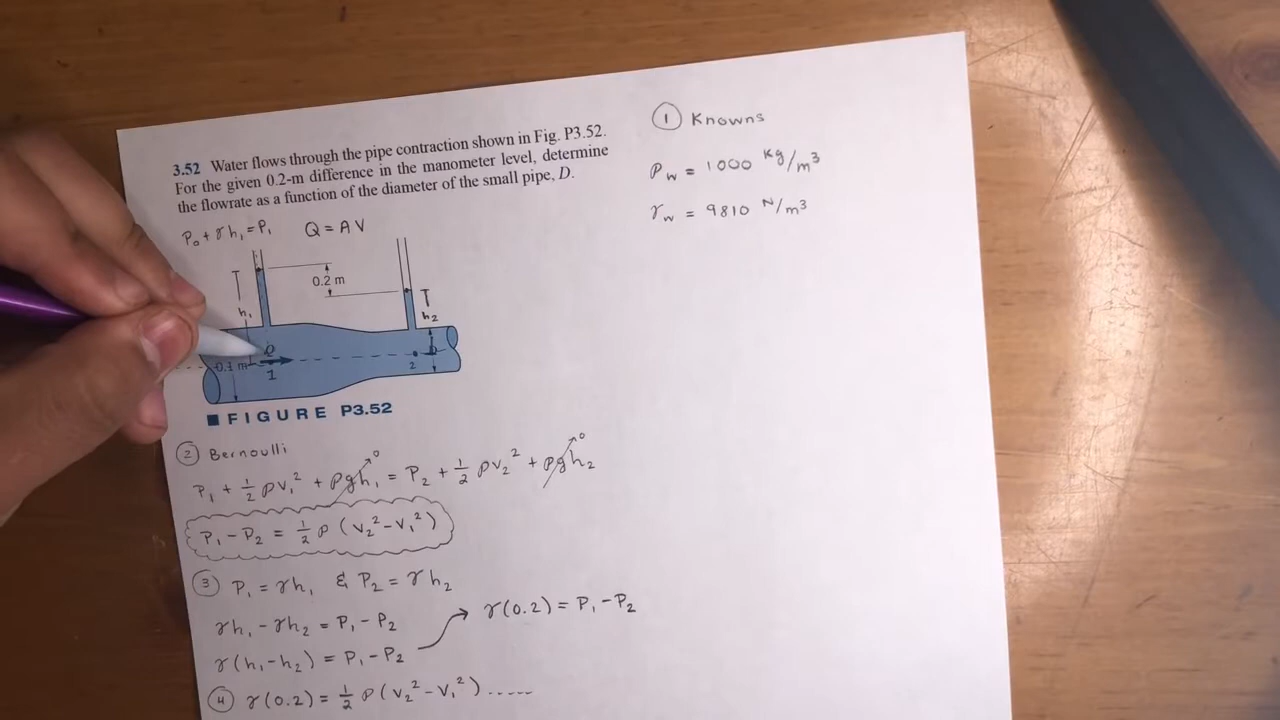 3.52 Water flows through the pipe contraction shown in Fig. P3.52.
For the given 0.2-m difference in the manometer level, determine
the flowrate as a function of the diameter of the small pipe, D.
P₀ + γh₁ = P₁ Q = AV
0.2 m
h₁
h₂
Q
0.1 m
1
2
D
FIGURE P3.52
① Knowns
ρw = 1000 kg/m³
γw = 9810 N/m³
② Bernoulli
P₁ + ½ρv₁² + ρgh₁ ↗0 = P₂ + ½ρv₂² + ρgh₂ ↗0
P₁ - P₂ = ½ρ(v₂² - v₁²)
③ P₁ = γh₁ & P₂ = γh₂
γh₁ - γh₂ = P₁ - P₂
γ(h₁ - h₂) = P₁ - P₂ → γ(0.2) = P₁ - P₂
④ γ(0.2) = ½ρ(v₂² - v₁²) .....